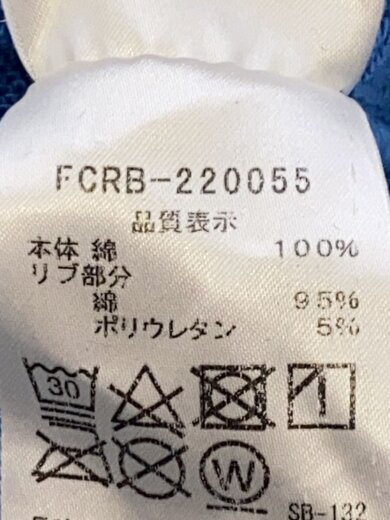 FCRB-220055
品質表示
本体 綿 100%
リブ部分
綿 95%
ポリウレタン 5%
30
W
SB-132